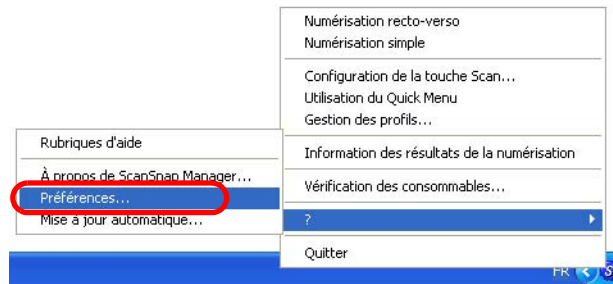 Numérisation recto-verso
Numérisation simple
Configuration de la touche Scan...
Utilisation du Quick Menu
Gestion des profils...
Information des résultats de la numérisation
Vérification des consommables...
?
Quitter
Rubriques d'aide
À propos de ScanSnap Manager...
Préférences...
Mise à jour automatique...
FR
S